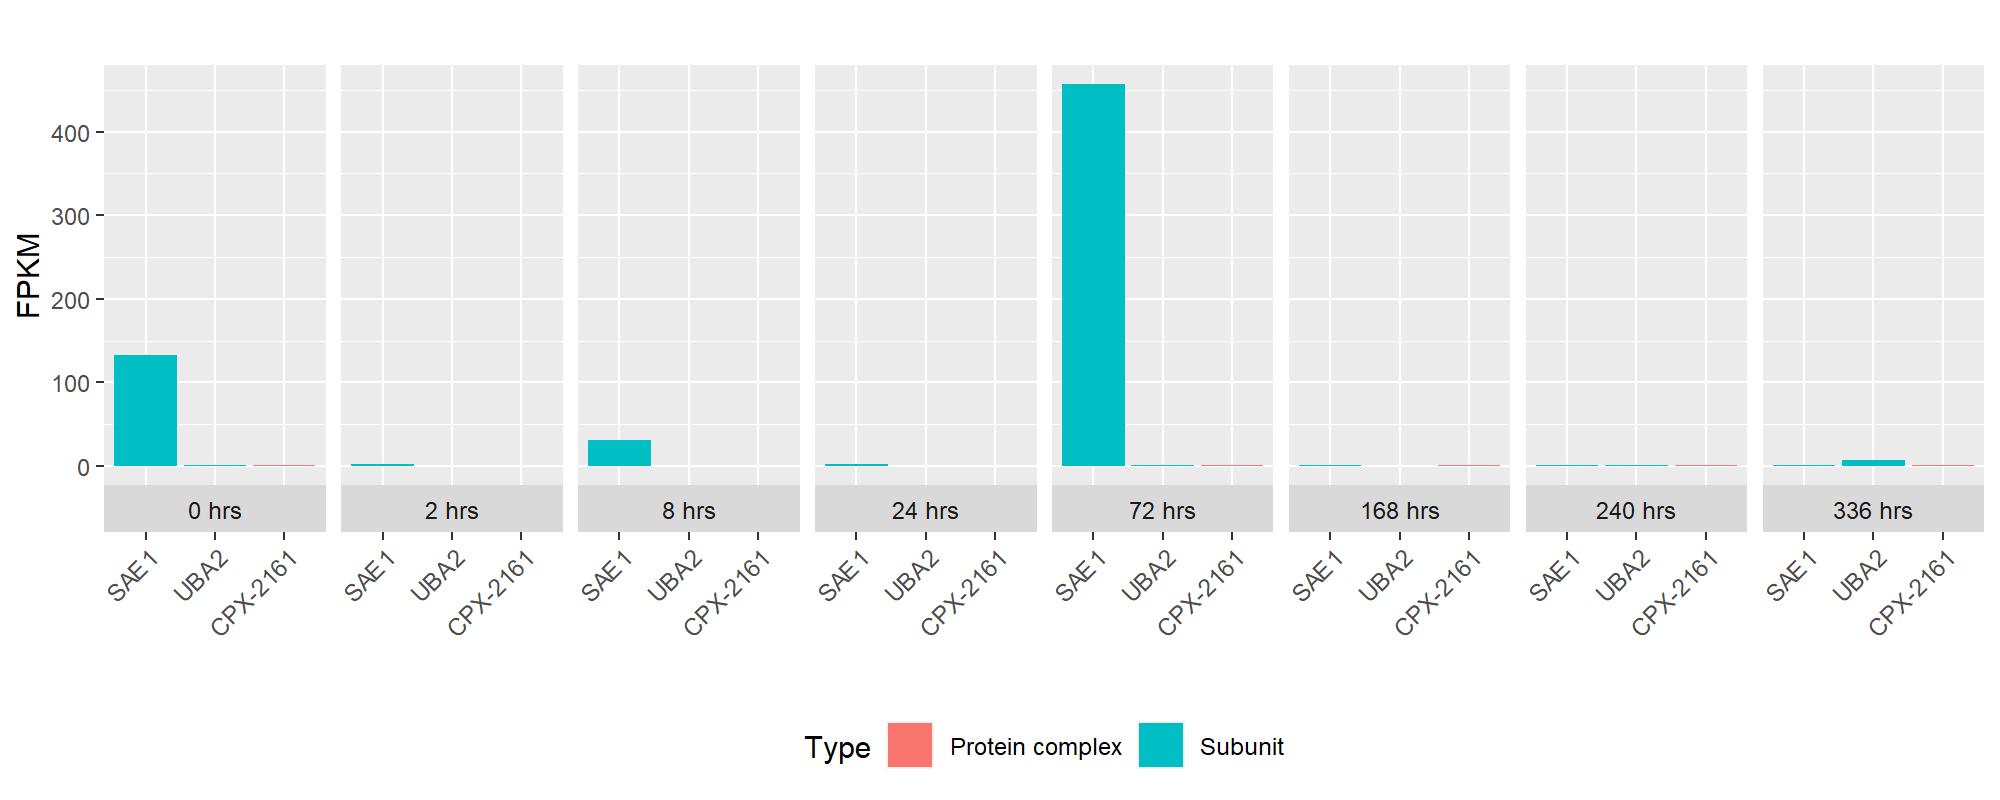 FPKM
400
300
200
100
0
0 hrs 2 hrs 8 hrs 24 hrs 72 hrs 168 hrs 240 hrs 336 hrs
SAE1 UBA2 CPX-2161 SAE1 UBA2 CPX-2161 SAE1 UBA2 CPX-2161 SAE1 UBA2 CPX-2161 SAE1 UBA2 CPX-2161 SAE1 UBA2 CPX-2161 SAE1 UBA2 CPX-2161 SAE1 UBA2 CPX-2161
Type Protein complex Subunit